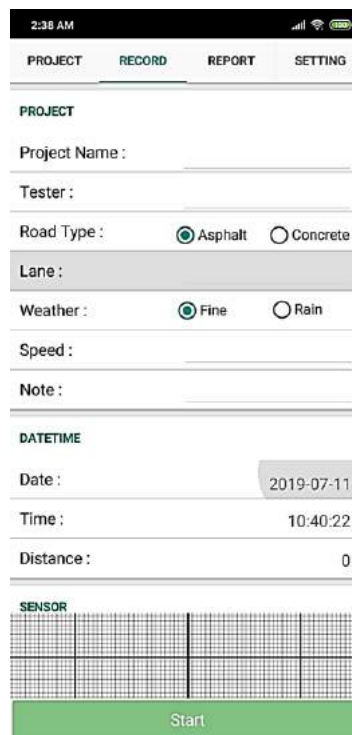 2:38 AM
PROJECT RECORD REPORT SETTING
PROJECT
Project Name :
Tester :
Road Type : Asphalt Concrete
Lane :
Weather : Fine Rain
Speed :
Note :
DATETIME
Date : 2019-07-11
Time : 10:40:22
Distance : 0
SENSOR
Start